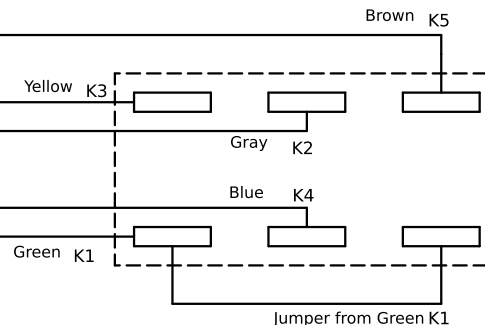 Brown K5
Yellow K3
Gray K2
Blue K4
Green K1
Jumper from Green K1